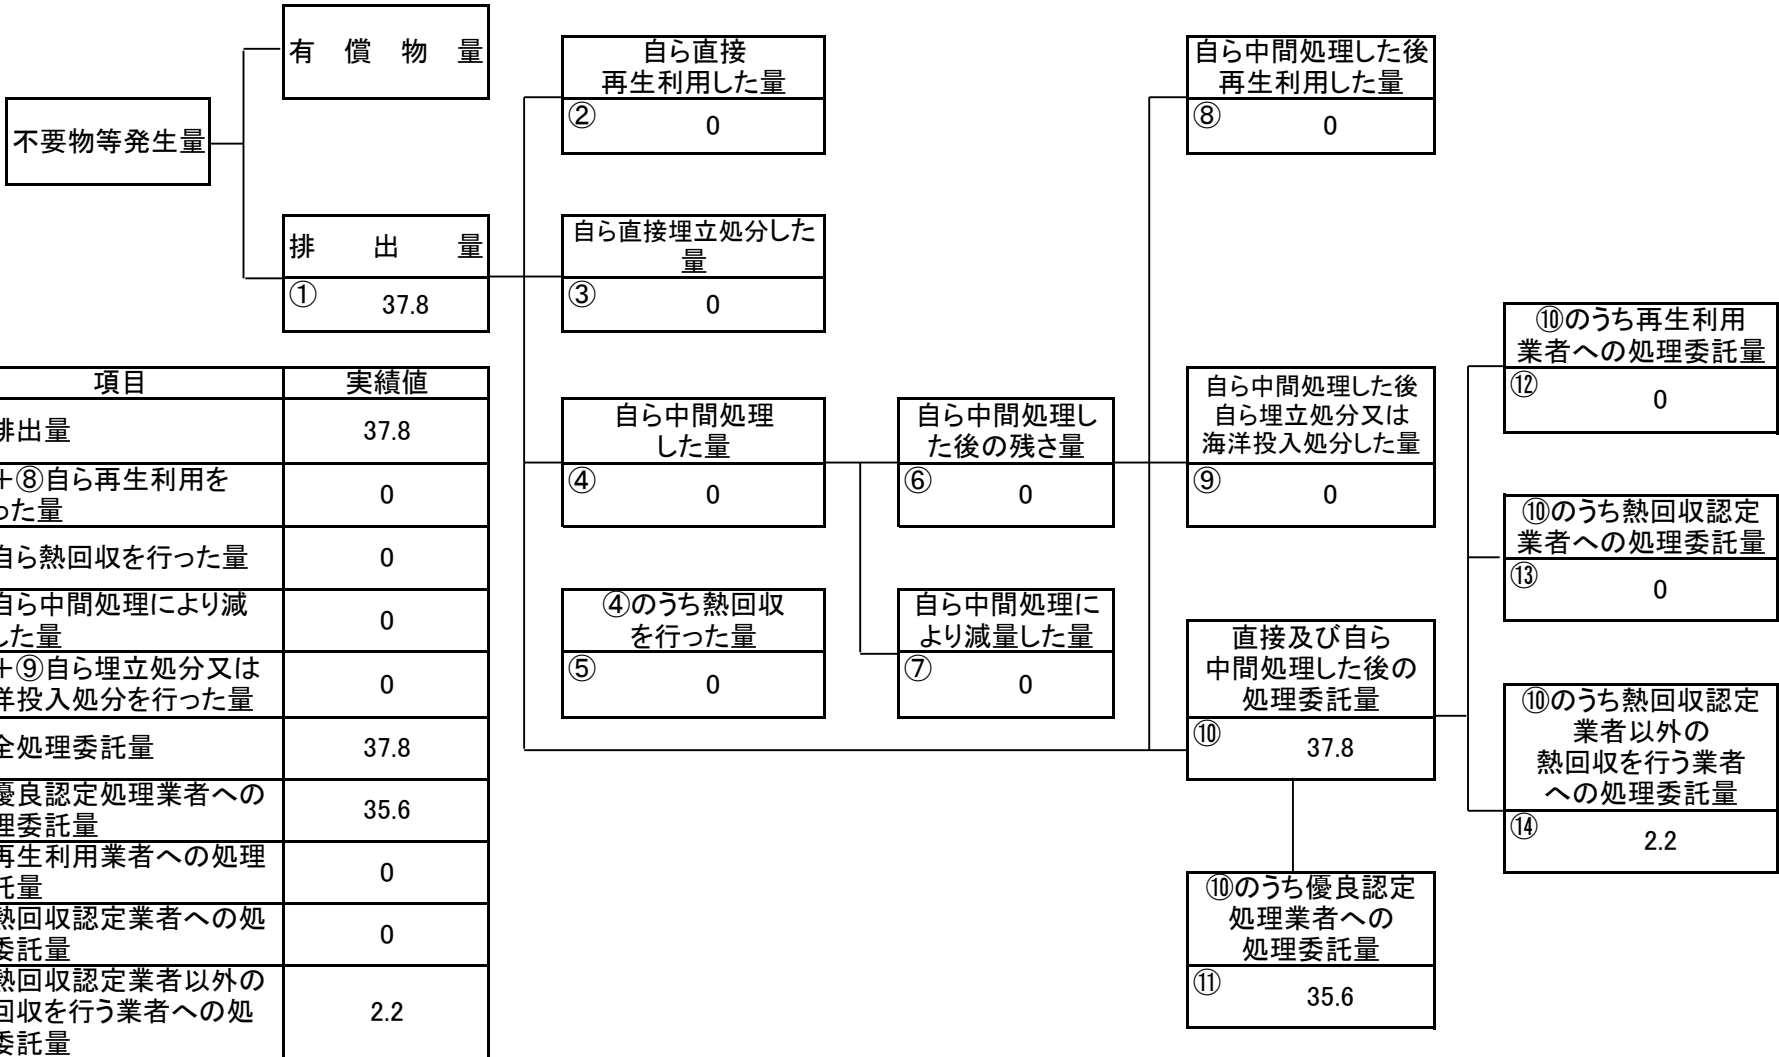 不要物等発生量
有償物量
排出量
①
37.8
自ら直接
再生利用した量
②
0
自ら直接埋立処分した
量
③
0
自ら中間処理
した量
④
0
④のうち熱回収
を行った量
⑤
0
自ら中間処理し
た後の残さ量
⑥
0
自ら中間処理に
より減量した量
⑦
0
自ら中間処理した後
再生利用した量
⑧
0
自ら中間処理した後
自ら埋立処分又は
海洋投入処分した量
⑨
0
直接及び自ら
中間処理した後の
処理委託量
⑩
37.8
⑩のうち優良認定
処理業者への
処理委託量
⑪
35.6
⑩のうち再生利用
業者への処理委託量
⑫
0
⑩のうち熱回収認定
業者への処理委託量
⑬
0
⑩のうち熱回収認定
業者以外の
熱回収を行う業者
への処理委託量
⑭
2.2
項目
実績値
排出量
37.8
+⑧自ら再生利用を
った量
0
自ら熱回収を行った量
0
自ら中間処理により減
した量
0
+⑨自ら埋立処分又は
洋投入処分を行った量
0
全処理委託量
37.8
優良認定処理業者への
理委託量
35.6
再生利用業者への処理
託量
0
熱回収認定業者への処
委託量
0
熱回収認定業者以外の
回収を行う業者への処
委託量
2.2